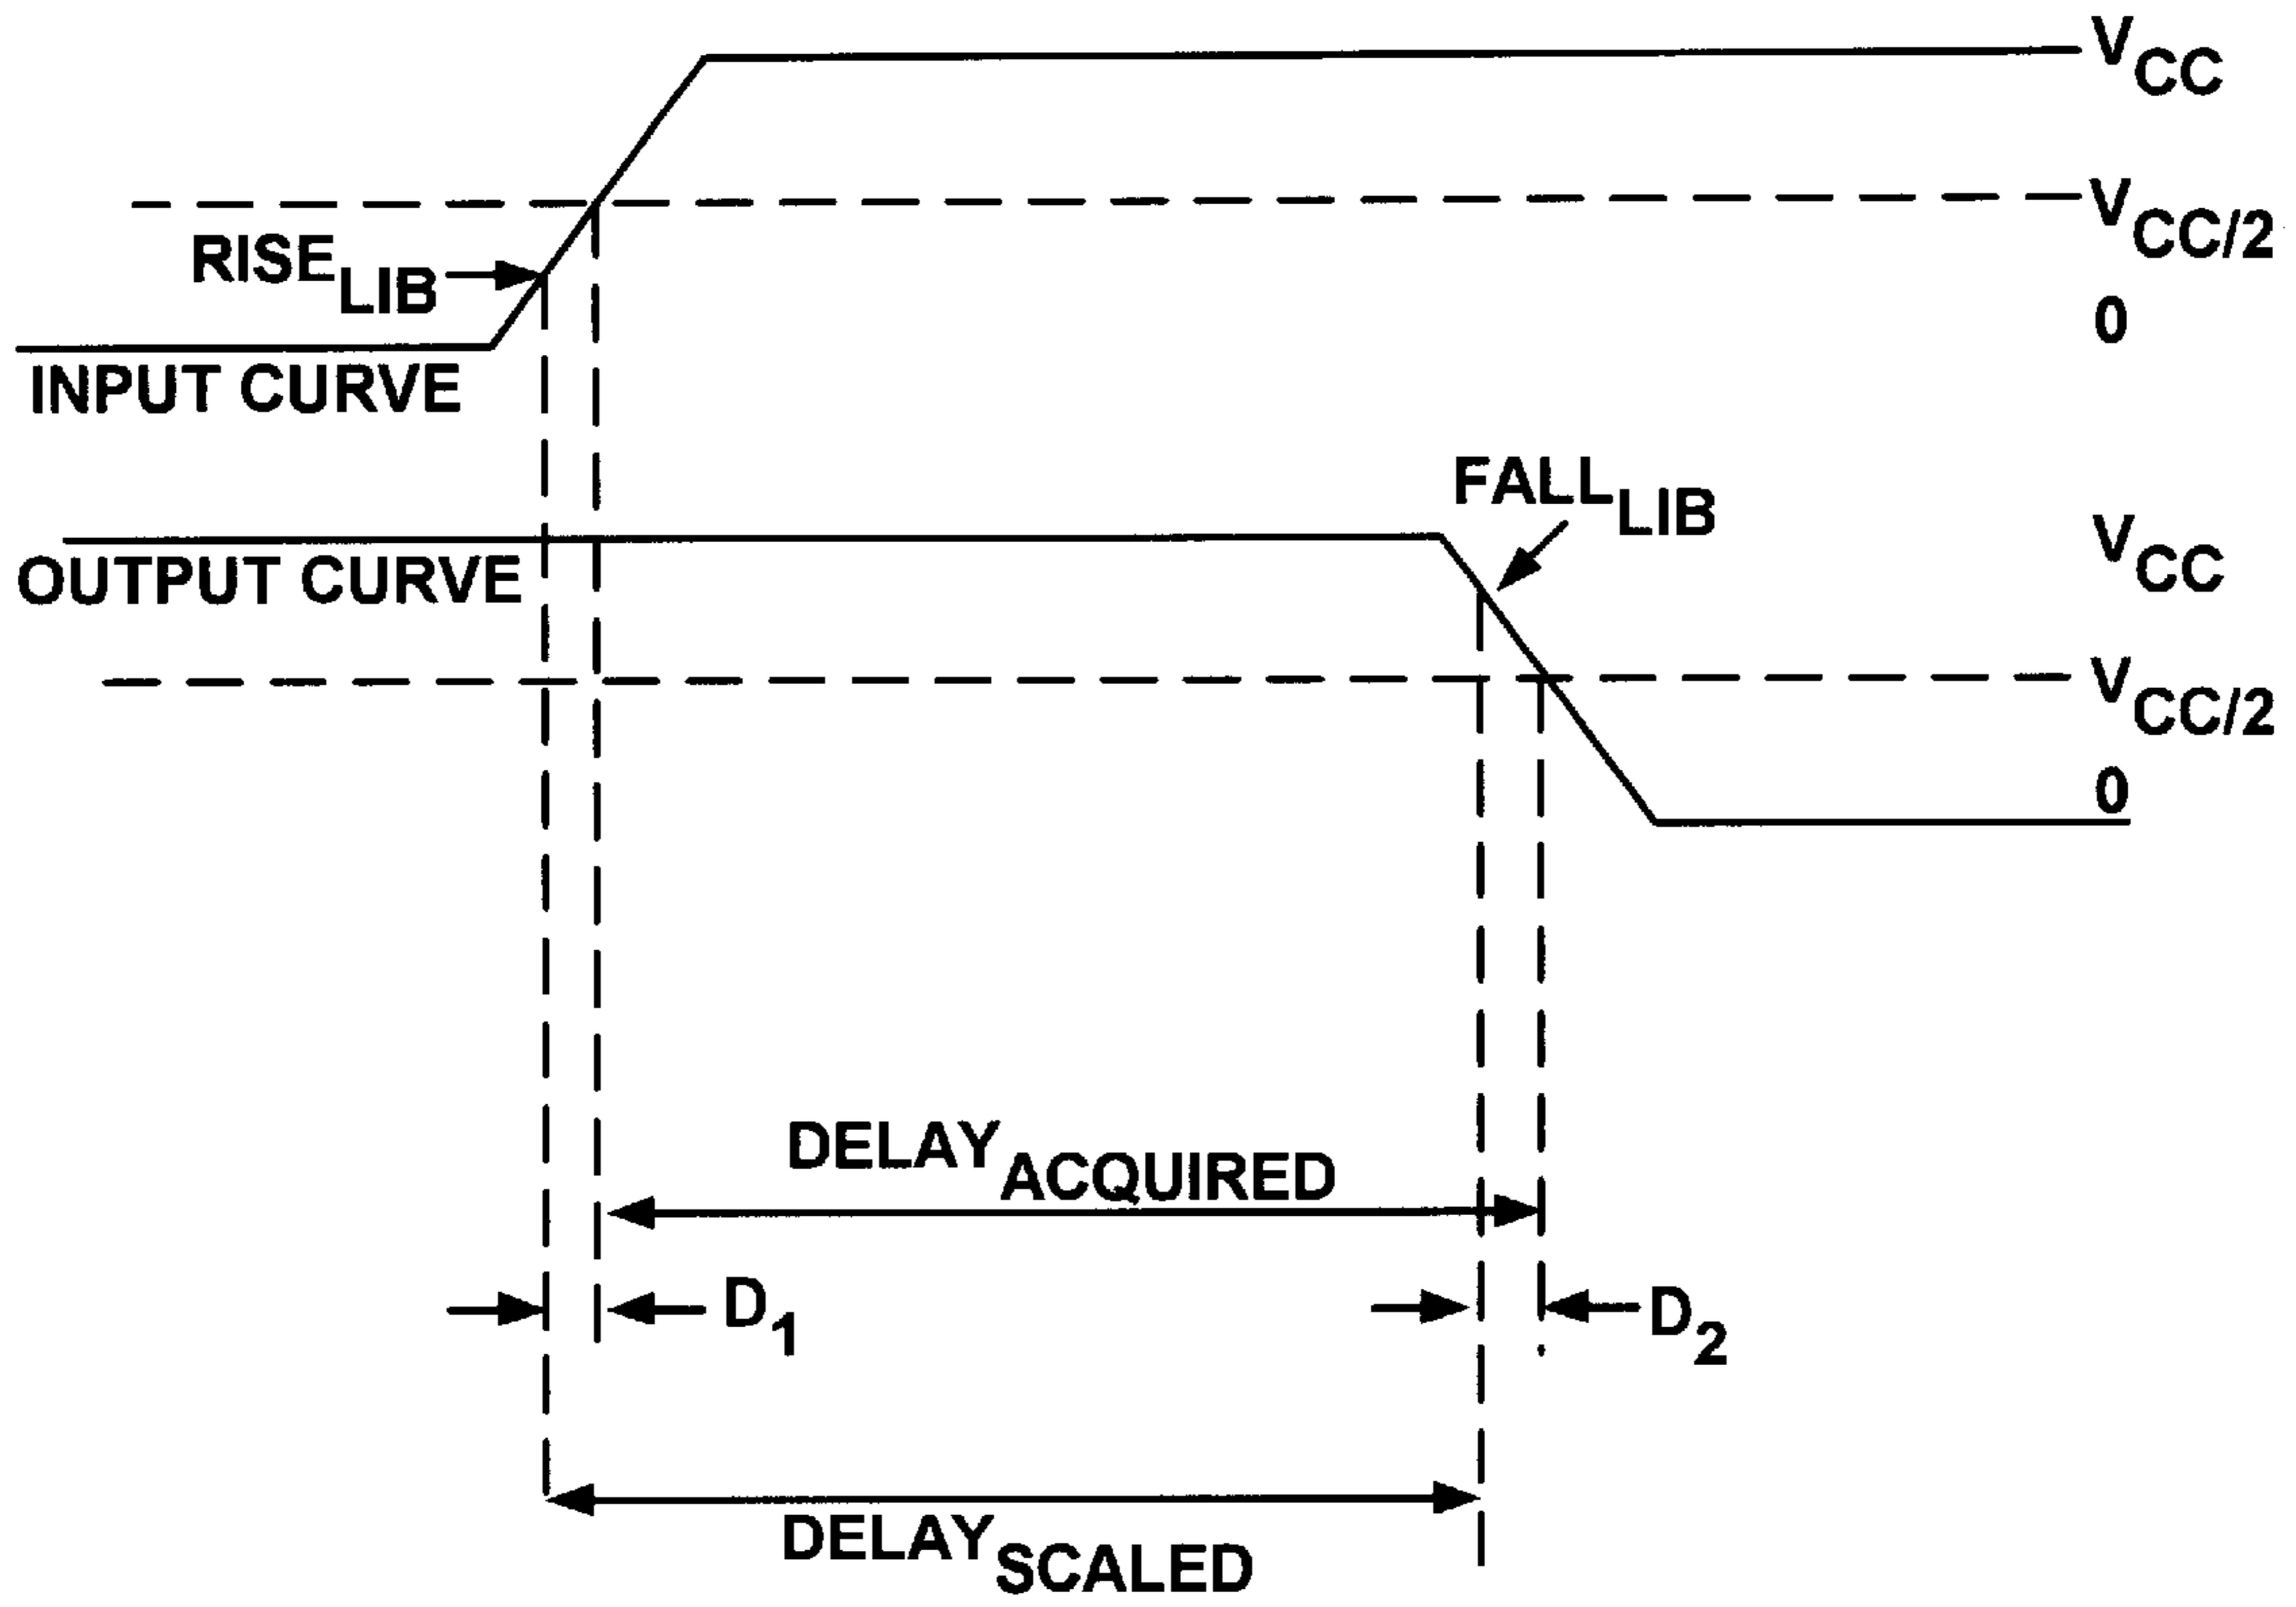 VCC
VCC/2
RISELIB
0
INPUT CURVE
FALLLIB
VCC
OUTPUT CURVE
VCC/2
0
DELAYACQUIRED
D1
D2
DELAYSCALED